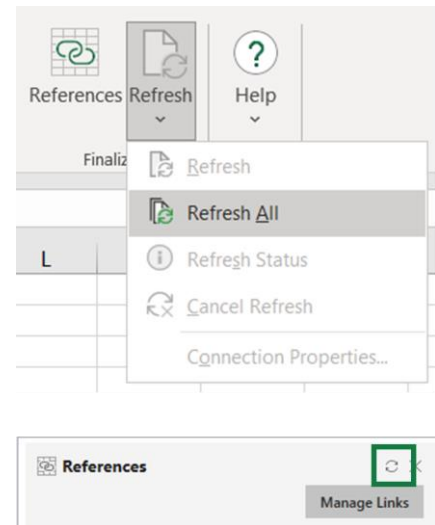 References Refresh Help
Finaliz
Refresh
Refresh All
L
Refresh Status
Cancel Refresh
Connection Properties...
References
Manage Links